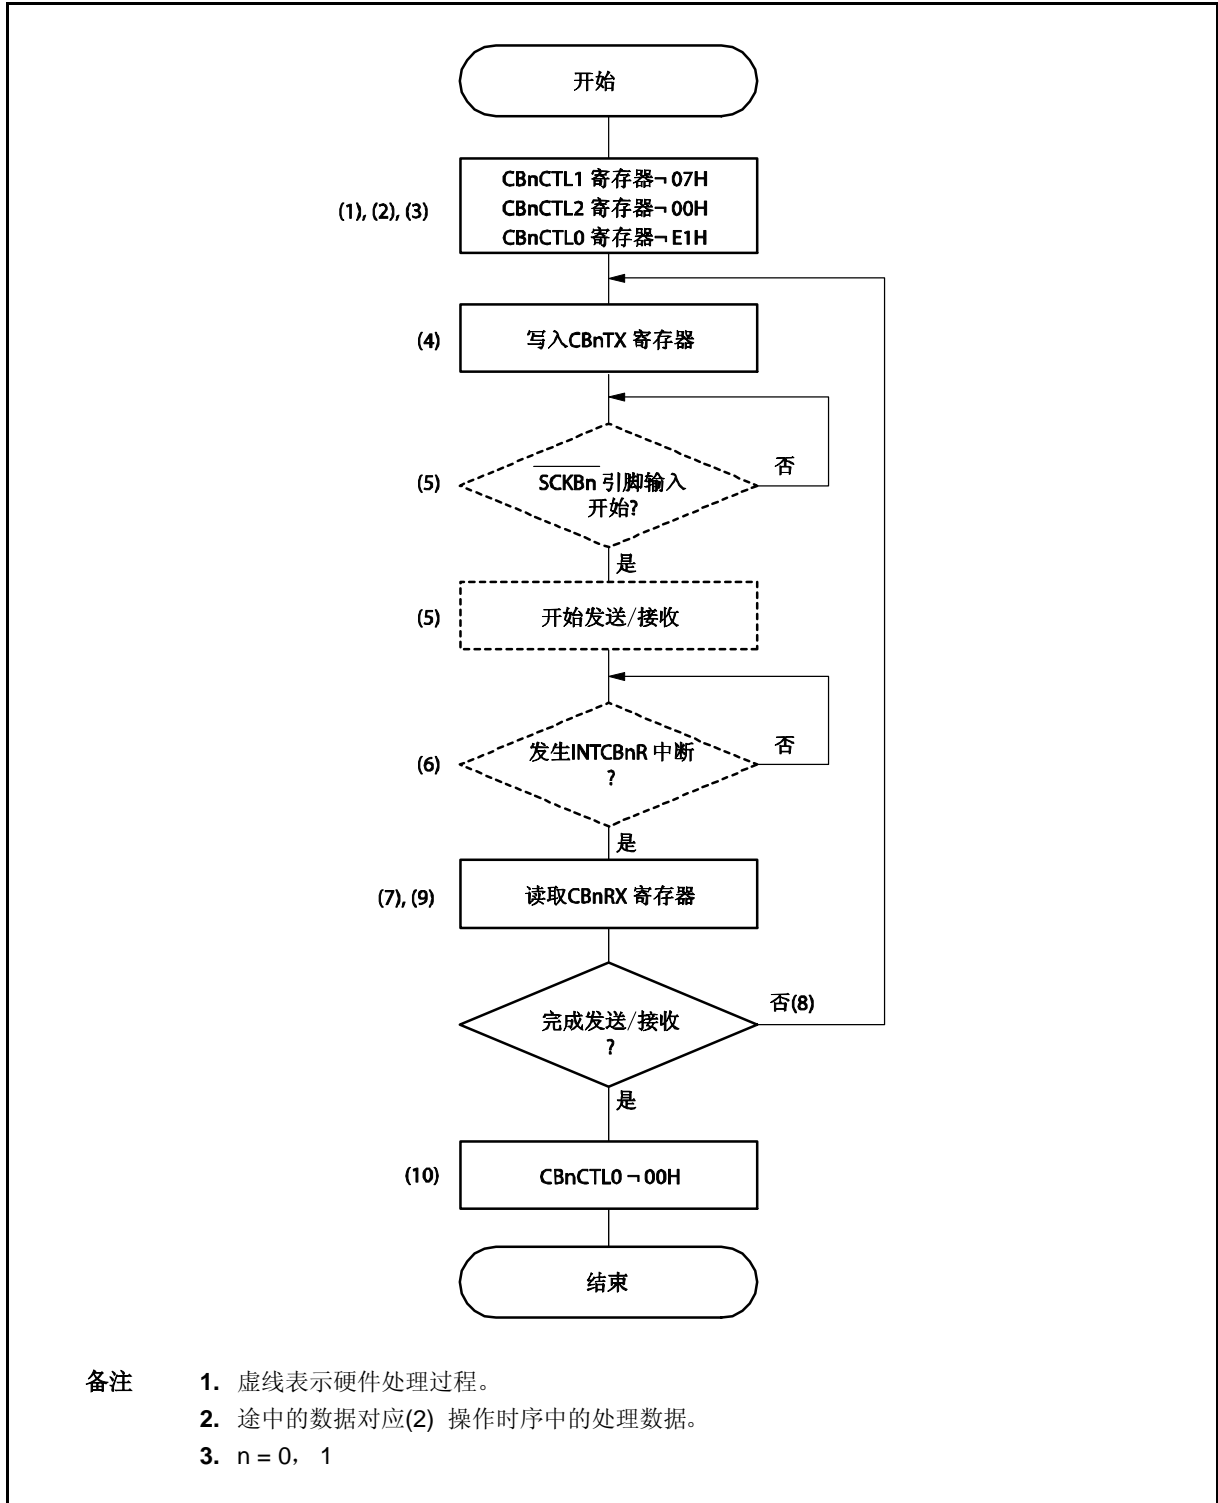 开始
(1), (2), (3)
CBnCTL1 寄存器¬ 07H
CBnCTL2 寄存器¬ 00H
CBnCTL0 寄存器¬ E1H
(4)
写入CBnTX 寄存器
(5)
SCKBn 引脚输入
开始?
否
是
(5)
开始发送/接收
(6)
发生INTCBnR 中断
?
否
是
(7), (9)
读取CBnRX 寄存器
完成发送/接收
?
否(8)
是
(10)
CBnCTL0 ¬ 00H
结束
备注 1. 虚线表示硬件处理过程。
2. 途中的数据对应(2) 操作时序中的处理数据。
3. n = 0， 1